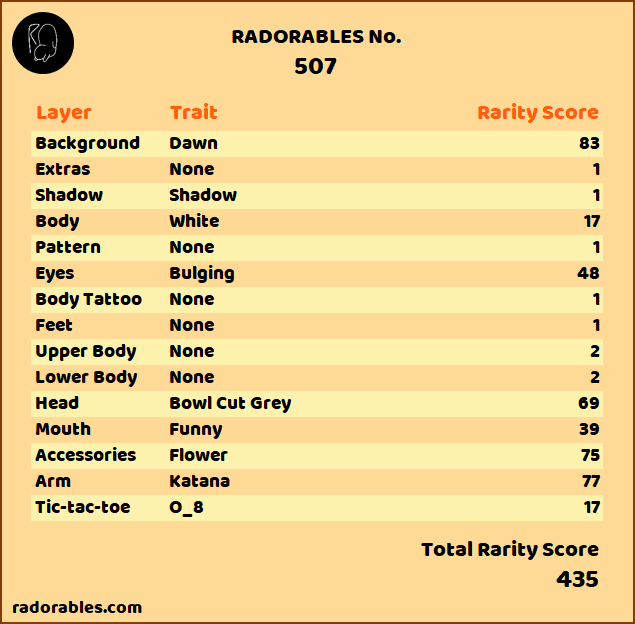 RADORABLES No.
507
Layer Trait Rarity Score
Background Dawn 83
Extras None 1
Shadow Shadow 1
Body White 17
Pattern None 1
Eyes Bulging 48
Body Tattoo None 1
Feet None 1
Upper Body None 2
Lower Body None 2
Head Bowl Cut Grey 69
Mouth Funny 39
Accessories Flower 75
Arm Katana 77
Tic-tac-toe O_8 17
Total Rarity Score
435
radorables.com